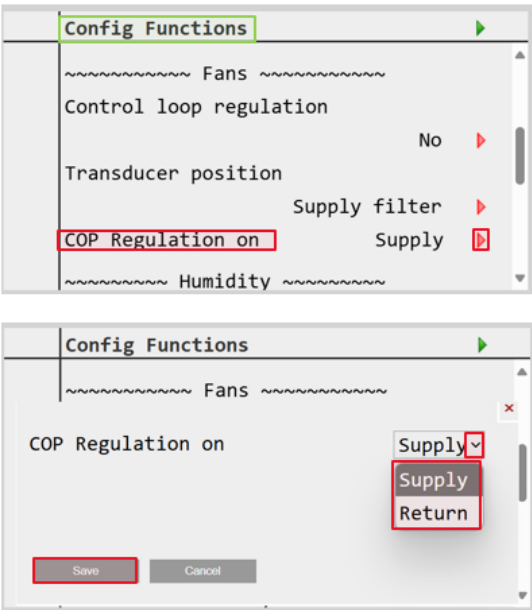 Config Functions
~~~~~~~~~~~ Fans ~~~~~~~~~~~
Control loop regulation
No
Transducer position
Supply filter
COP Regulation on Supply
~~~~~~~~~ Humidity ~~~~~~~~~
Config Functions
~~~~~~~~~~~ Fans ~~~~~~~~~~~
×
COP Regulation on Supply
Supply
Return
Save Cancel